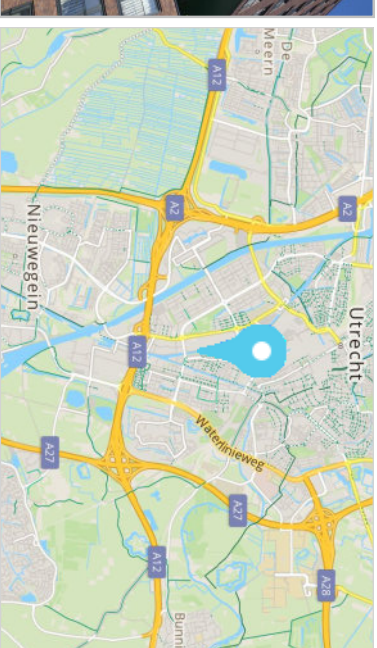 De
Meern
A12
A2
A2
Nieuwegein
Utrecht
A12
Waterlinieweg
A27
A27
A12
A28
Bunni